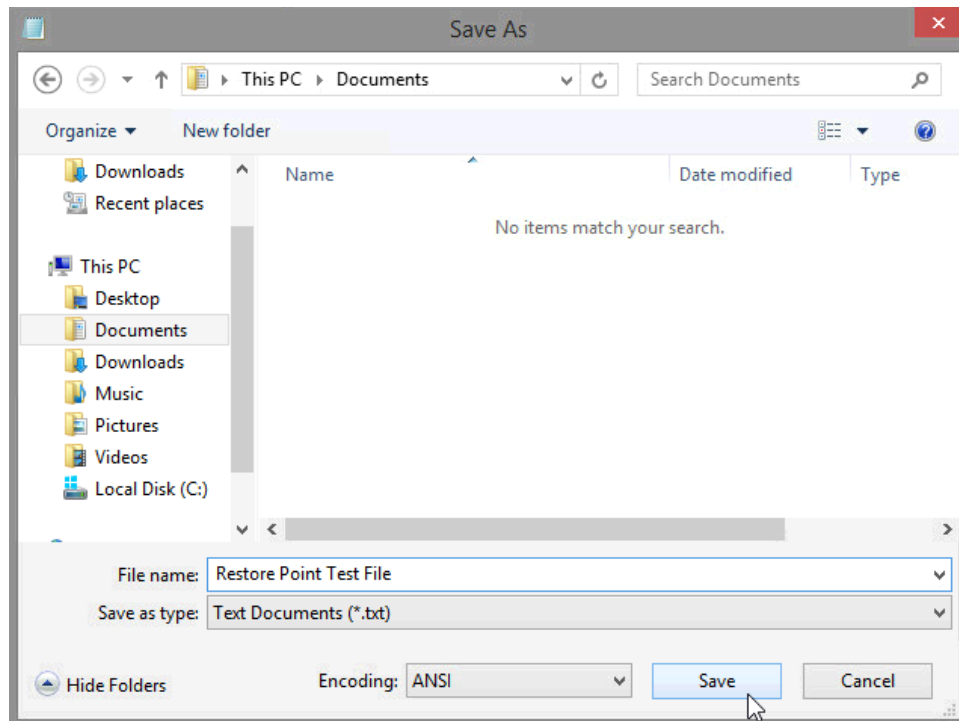 Save As
This PC Documents
Search Documents
Organize
New folder
Downloads
Recent places
This PC
Desktop
Documents
Downloads
Music
Pictures
Videos
Local Disk (C:)
Name Date modified Type
No items match your search.
File name: Restore Point Test File
Save as type: Text Documents (*.txt)
Hide Folders
Encoding: ANSI
Save
Cancel